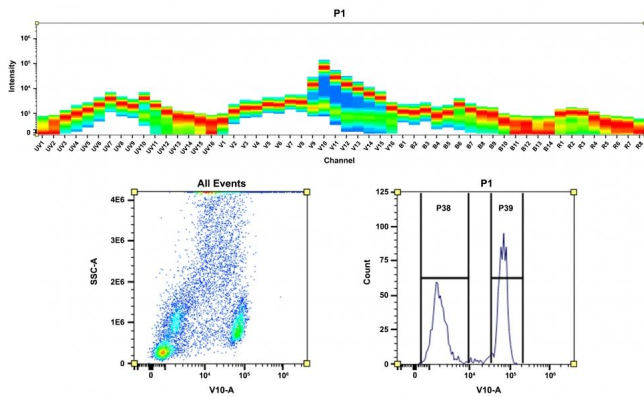 P1
Intensity
10⁶
10⁵
10⁴
10³
0
UV1 UV2 UV3 UV4 UV5 UV6 UV7 UV8 UV9 UV10 UV11 UV12 UV13 UV14 UV15 UV16 V1 V2 V3 V4 V5 V6 V7 V8 V9 V10 V11 V12 V13 V14 V15 V16 B1 B2 B3 B4 B5 B6 B7 B8 B9 B10 B11 B12 B13 B14 R1 R2 R3 R4 R5 R6 R7 R8
Channel
All Events
SSC-A
4E6
2E6
1E6
0
0 10⁴ 10⁵ 10⁶
V10-A
P1
Count
125
100
75
50
25
0
P38 P39
0 10⁴ 10⁵ 10⁶
V10-A